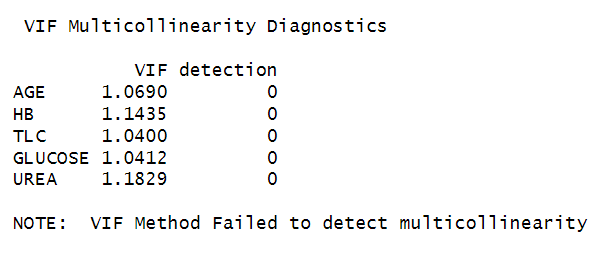 VIF Multicollinearity Diagnostics
VIF detection
AGE 1.0690 0
HB 1.1435 0
TLC 1.0400 0
GLUCOSE 1.0412 0
UREA 1.1829 0
NOTE: VIF Method Failed to detect multicollinearity